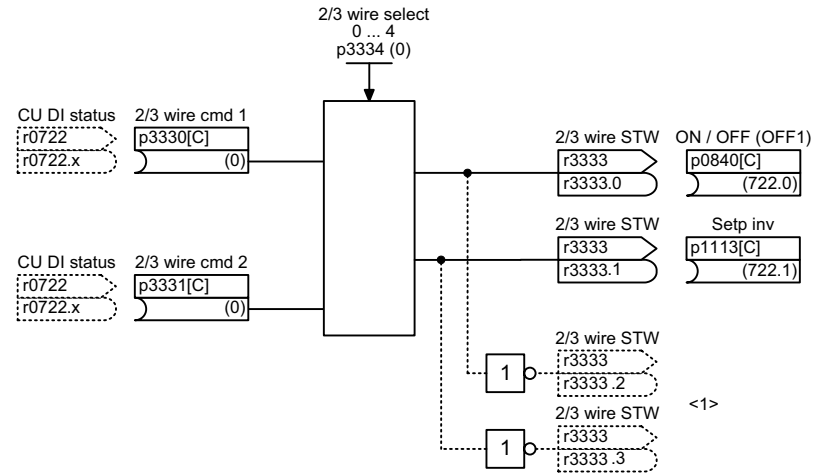 2/3 wire select
0 ... 4
p3334 (0)
CU DI status
r0722
r0722.x
2/3 wire cmd 1
p3330[C]
(0)
2/3 wire STW
r3333
r3333.0
ON / OFF (OFF1)
p0840[C]
(722.0)
2/3 wire STW
r3333
r3333.1
Setp inv
p1113[C]
(722.1)
CU DI status
r0722
r0722.x
2/3 wire cmd 2
p3331[C]
(0)
2/3 wire STW
1
r3333
r3333 .2
<1>
2/3 wire STW
1
r3333
r3333 .3